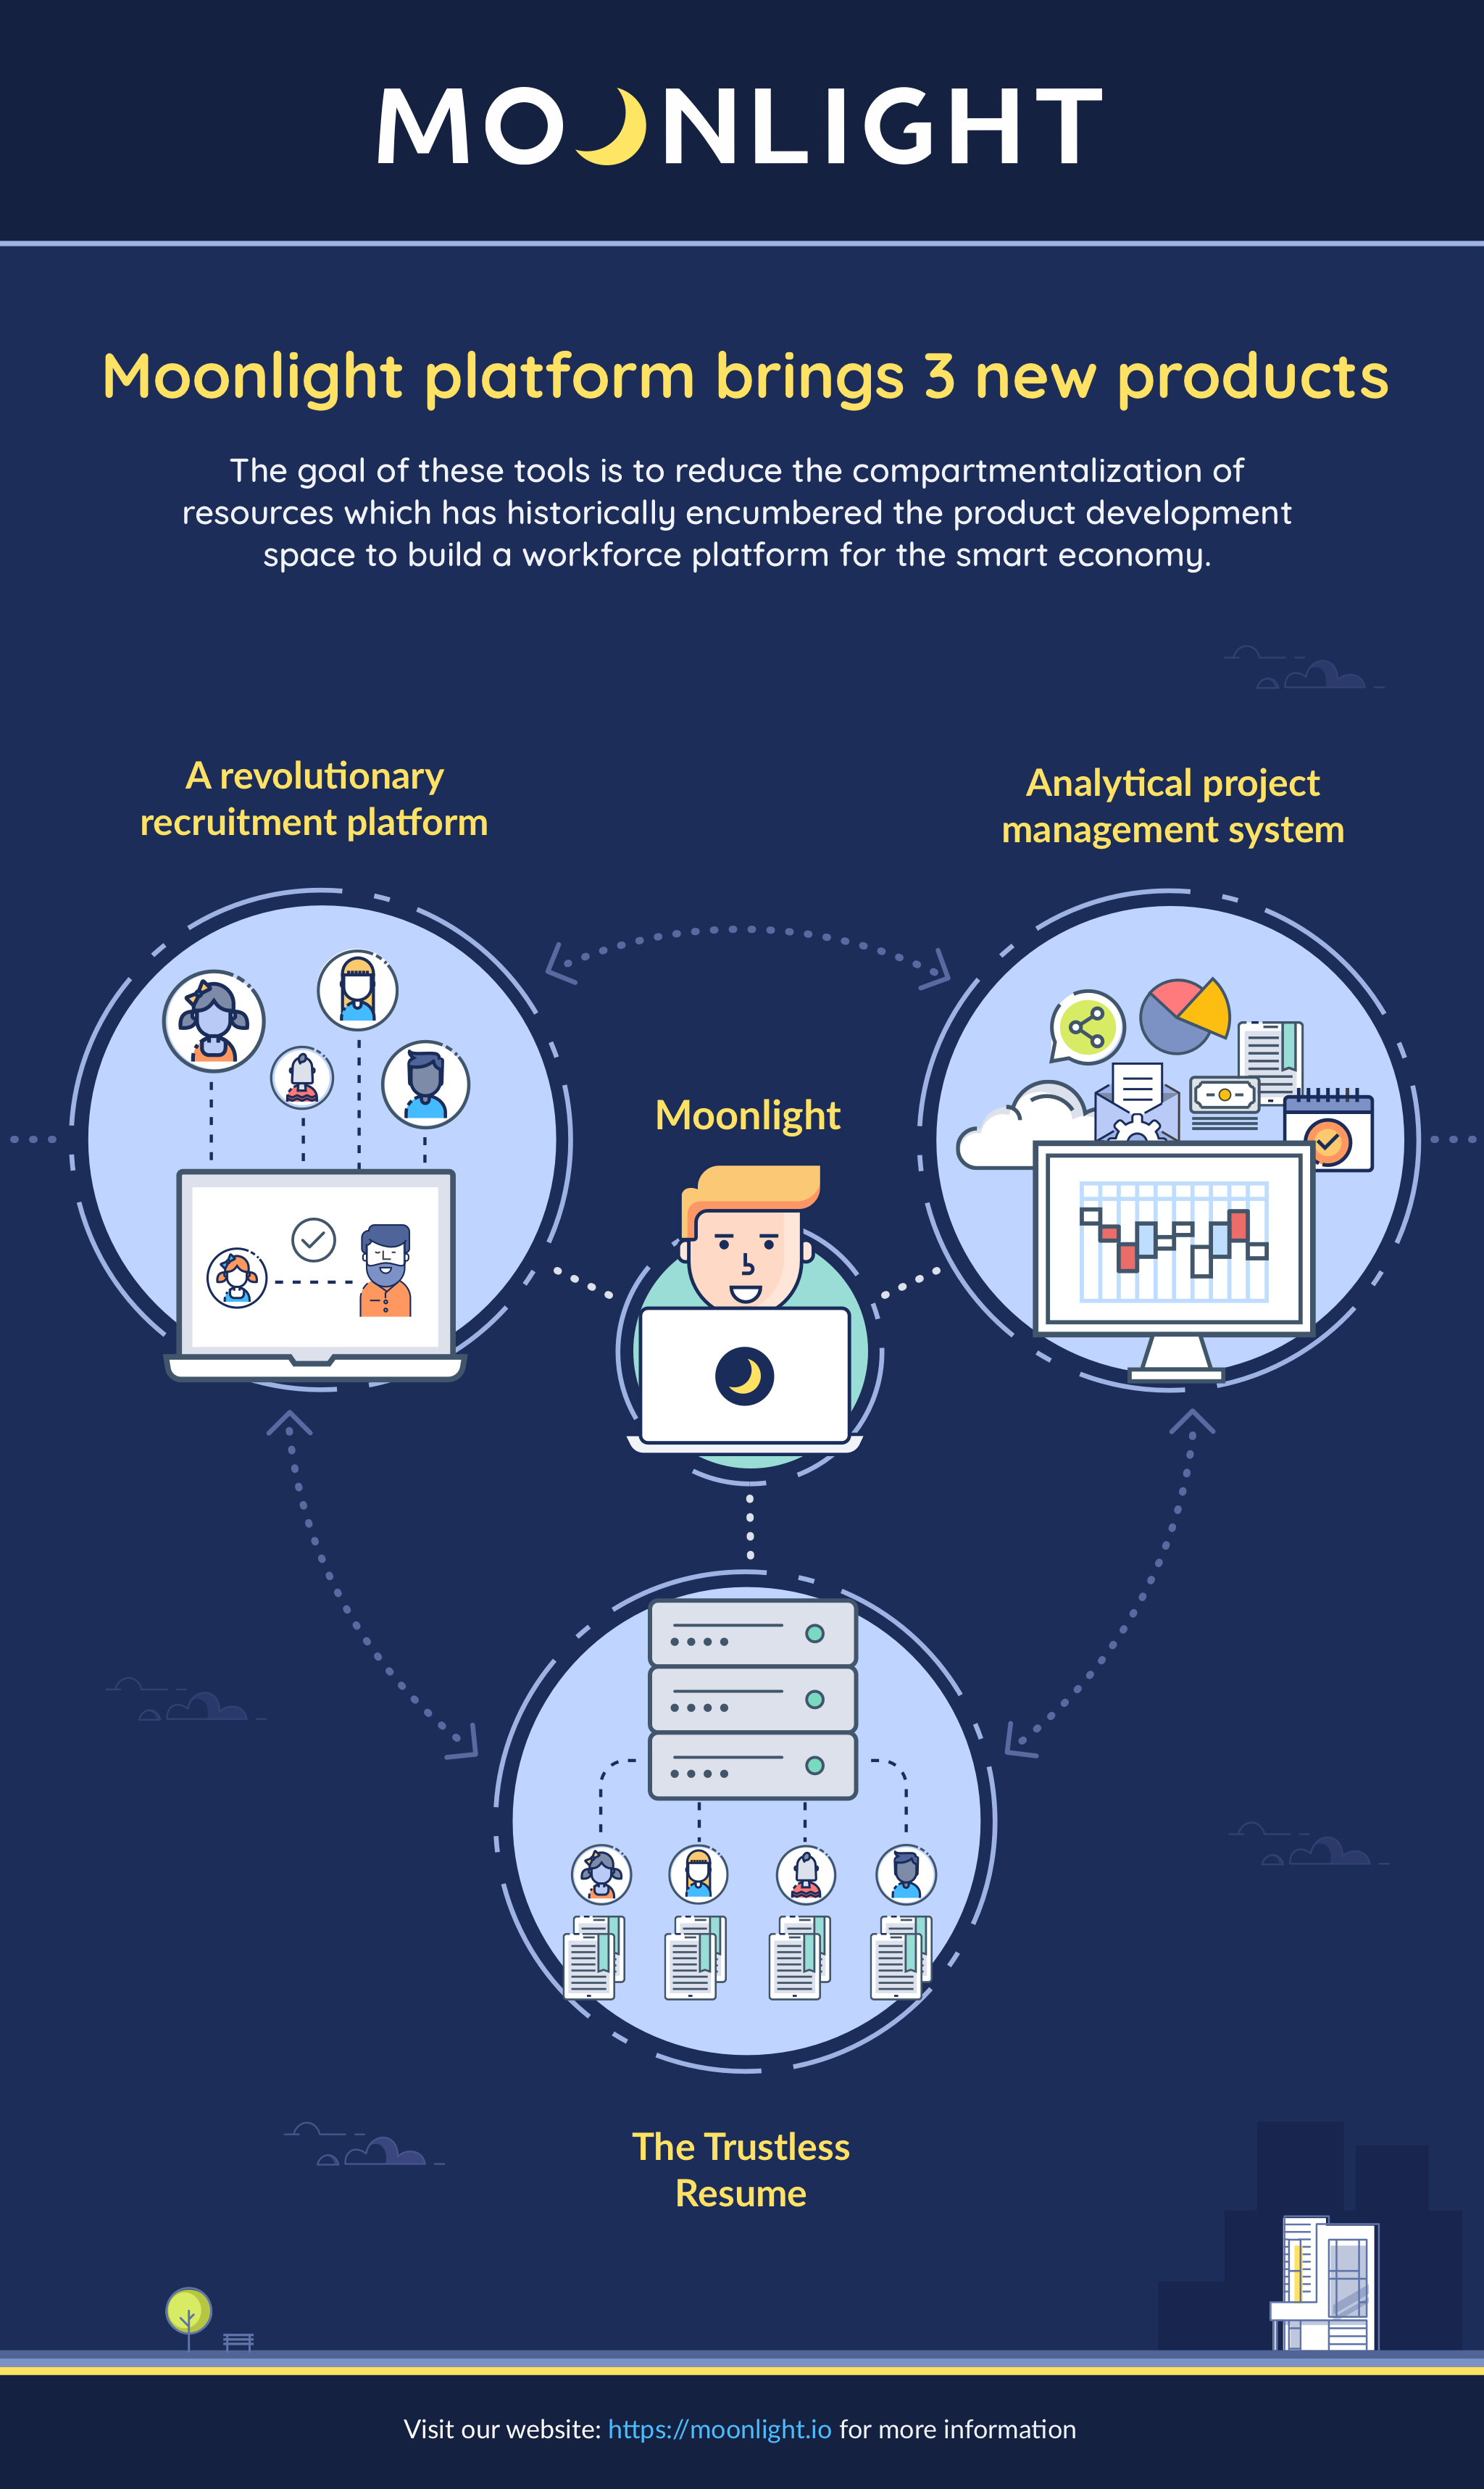 MOONLIGHT
Moonlight platform brings 3 new products
The goal of these tools is to reduce the compartmentalization of
resources which has historically encumbered the product development
space to build a workforce platform for the smart economy.
A revolutionary
recruitment platform
Analytical project
management system
Moonlight
The Trustless
Resume
Visit our website: https://moonlight.io for more information